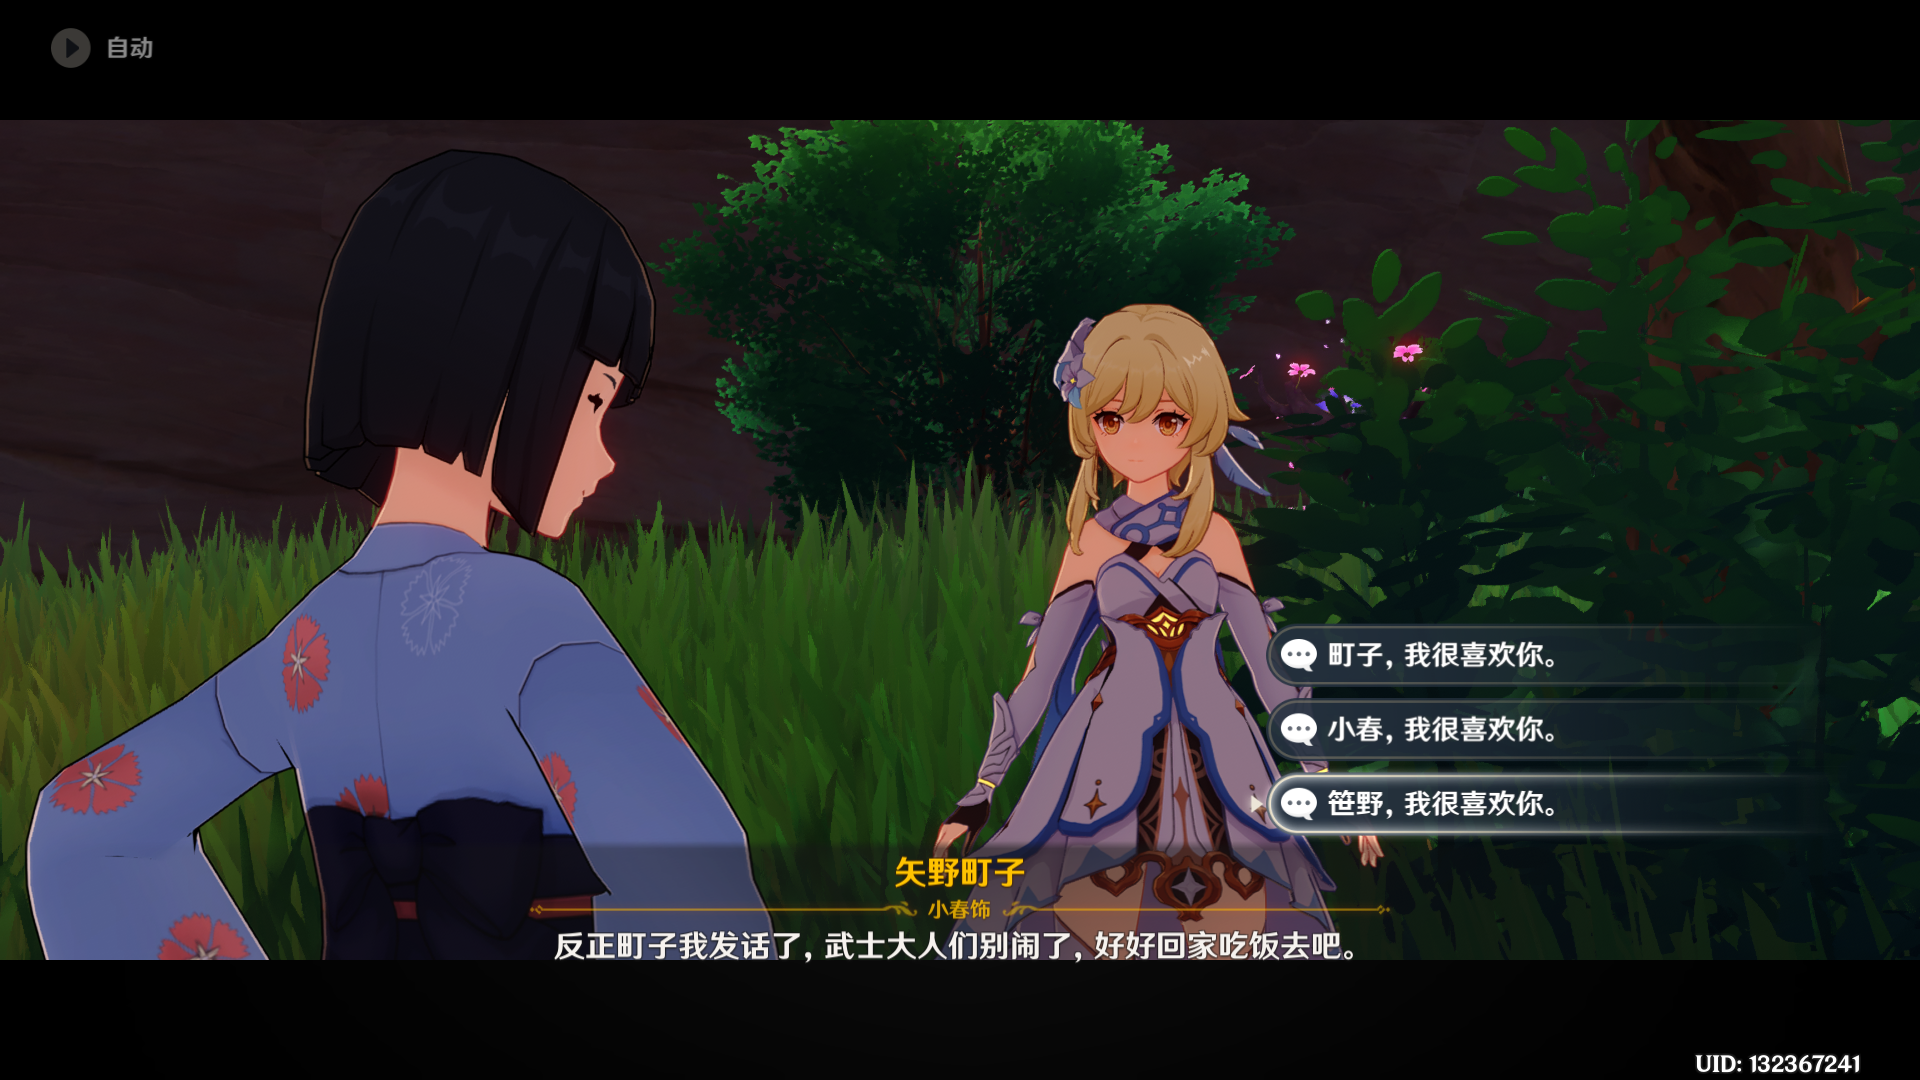 自动
町子，我很喜欢你。
小春，我很喜欢你。
笹野，我很喜欢你。
矢野町子
小春饰
反正町子我发话了，武士大人们别闹了，好好回家吃饭去吧。
UID: 132367241